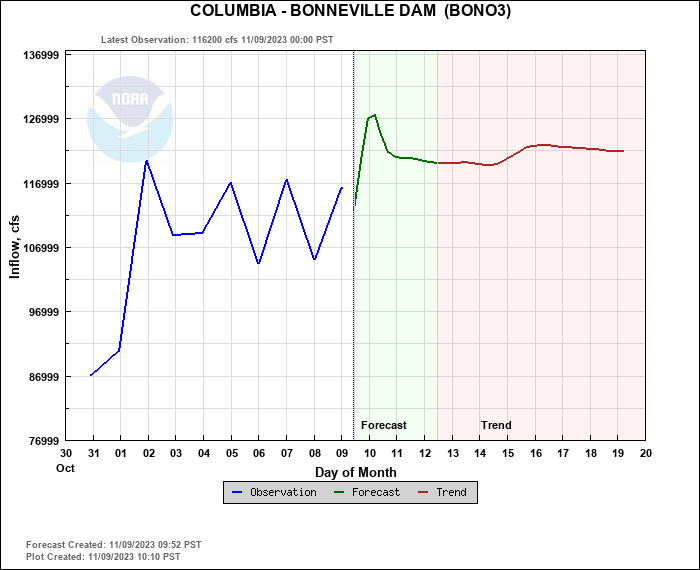 COLUMBIA - BONNEVILLE DAM (BONO3)
Latest Observation: 116200 cfs 11/09/2023 00:00 PST
136999
126999
116999
106999
96999
86999
76999
Inflow, cfs
NOAA
Forecast Trend
30 31 01 02 03 04 05 06 07 08 09 10 11 12 13 14 15 16 17 18 19 20
Oct
Day of Month
Observation Forecast Trend
Forecast Created: 11/09/2023 09:52 PST
Plot Created: 11/09/2023 10:10 PST